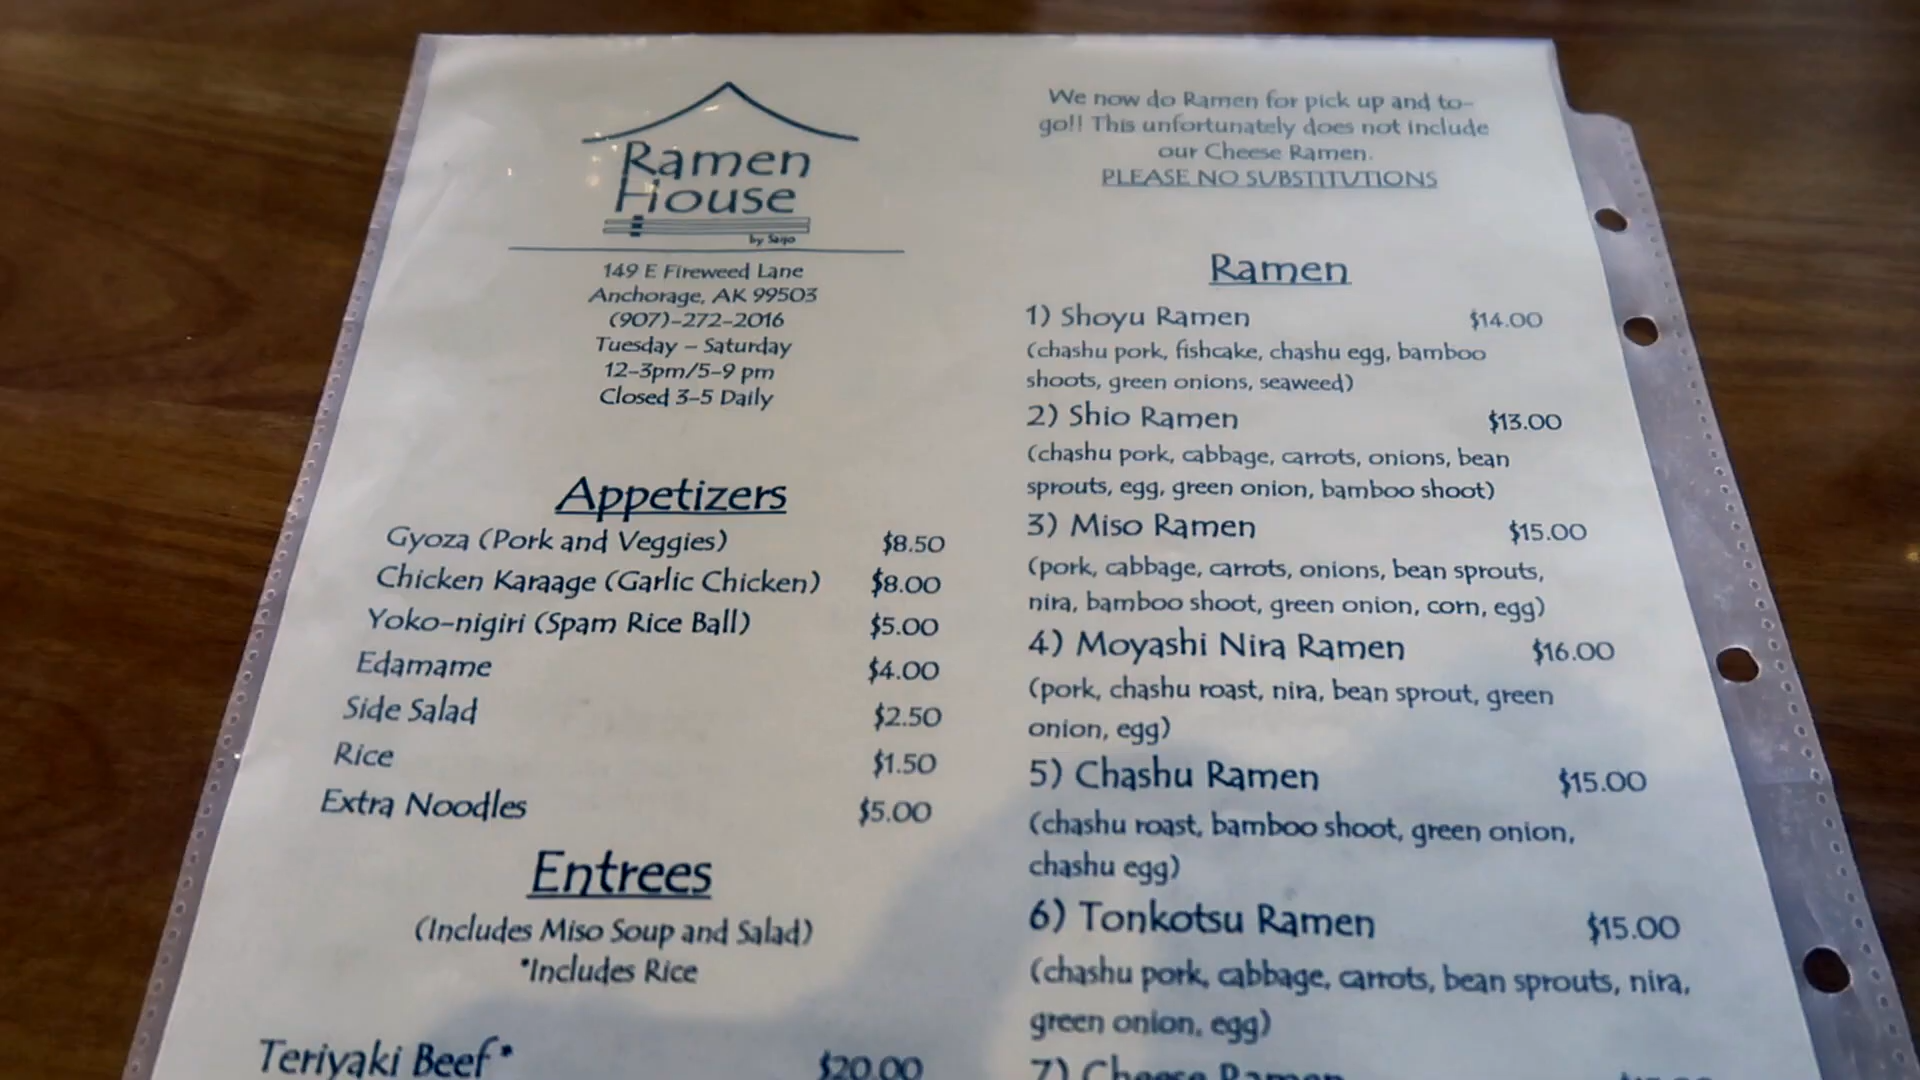 Ramen
House
by Saijo
149 E Fireweed Lane
Anchorage, AK 99503
(907)-272-2016
Tuesday – Saturday
12-3pm/5-9 pm
Closed 3-5 Daily
Appetizers
Gyoza (Pork and Veggies) $8.50
Chicken Karaage (Garlic Chicken) $8.00
Yoko-nigiri (Spam Rice Ball) $5.00
Edamame $4.00
Side Salad $2.50
Rice $1.50
Extra Noodles $5.00
Entrees
(Includes Miso Soup and Salad)
*Includes Rice
Teriyaki Beef* $20.00
We now do Ramen for pick up and to-
go!! This unfortunately does not include
our Cheese Ramen.
PLEASE NO SUBSTITUTIONS
Ramen
1) Shoyu Ramen $14.00
(chashu pork, fishcake, chashu egg, bamboo
shoots, green onions, seaweed)
2) Shio Ramen $13.00
(chashu pork, cabbage, carrots, onions, bean
sprouts, egg, green onion, bamboo shoot)
3) Miso Ramen $15.00
(pork, cabbage, carrots, onions, bean sprouts,
nira, bamboo shoot, green onion, corn, egg)
4) Moyashi Nira Ramen $16.00
(pork, chashu roast, nira, bean sprout, green
onion, egg)
5) Chashu Ramen $15.00
(chashu roast, bamboo shoot, green onion,
chashu egg)
6) Tonkotsu Ramen $15.00
(chashu pork, cabbage, carrots, bean sprouts, nira,
green onion, egg)
7) Cheese Ramen